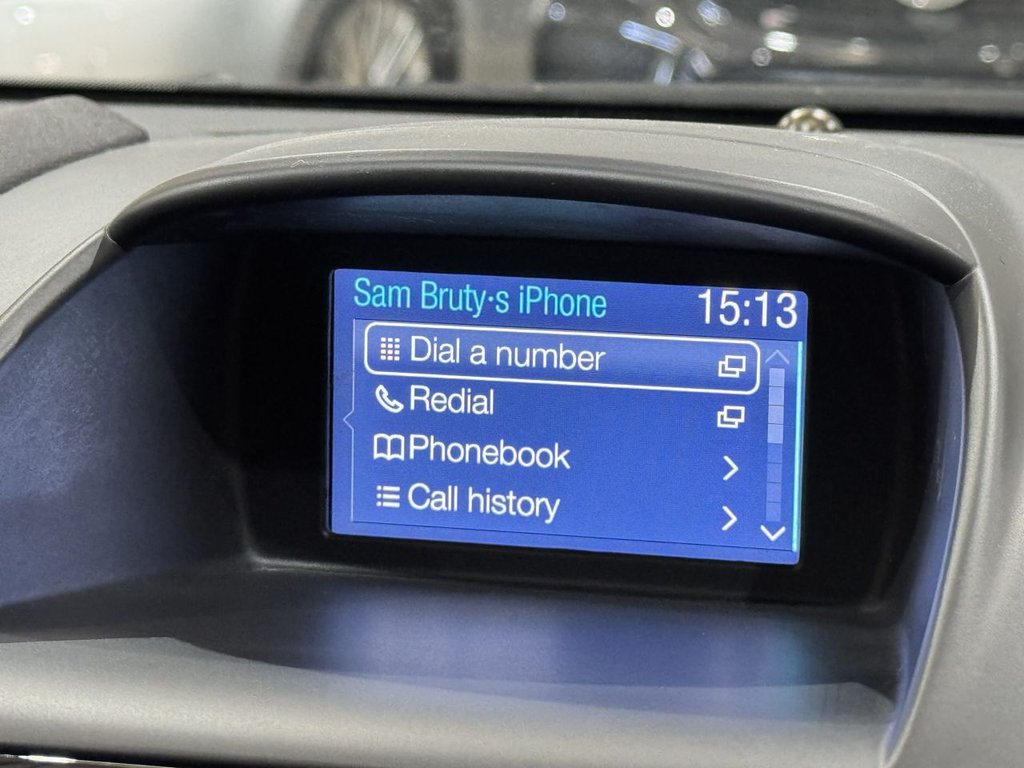 Sam Bruty·s iPhone 15:13
Dial a number
Redial
Phonebook
Call history